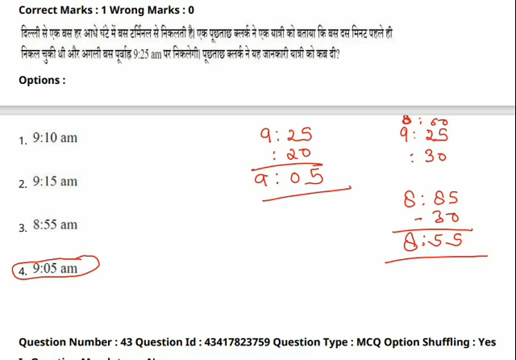 Correct Marks : 1 Wrong Marks : 0
दिल्ली से एक बस हर आधे घंटे में बस टर्मिनल से निकलती है। एक पूछताछ क्लर्क ने एक यात्री को बताया कि बस दस मिनट पहले ही
निकल चुकी थी और अगली बस पूर्वाह्न 9:25 am पर निकलेगी। पूछताछ क्लर्क ने यह जानकारी यात्री को कब दी?
Options :
1. 9:10 am
2. 9:15 am
3. 8:55 am
4. 9:05 am
9:25
:20
9:05
8:60
9:25
:30
8:85
-30
8:55
Question Number : 43 Question Id : 43417823759 Question Type : MCQ Option Shuffling : Yes